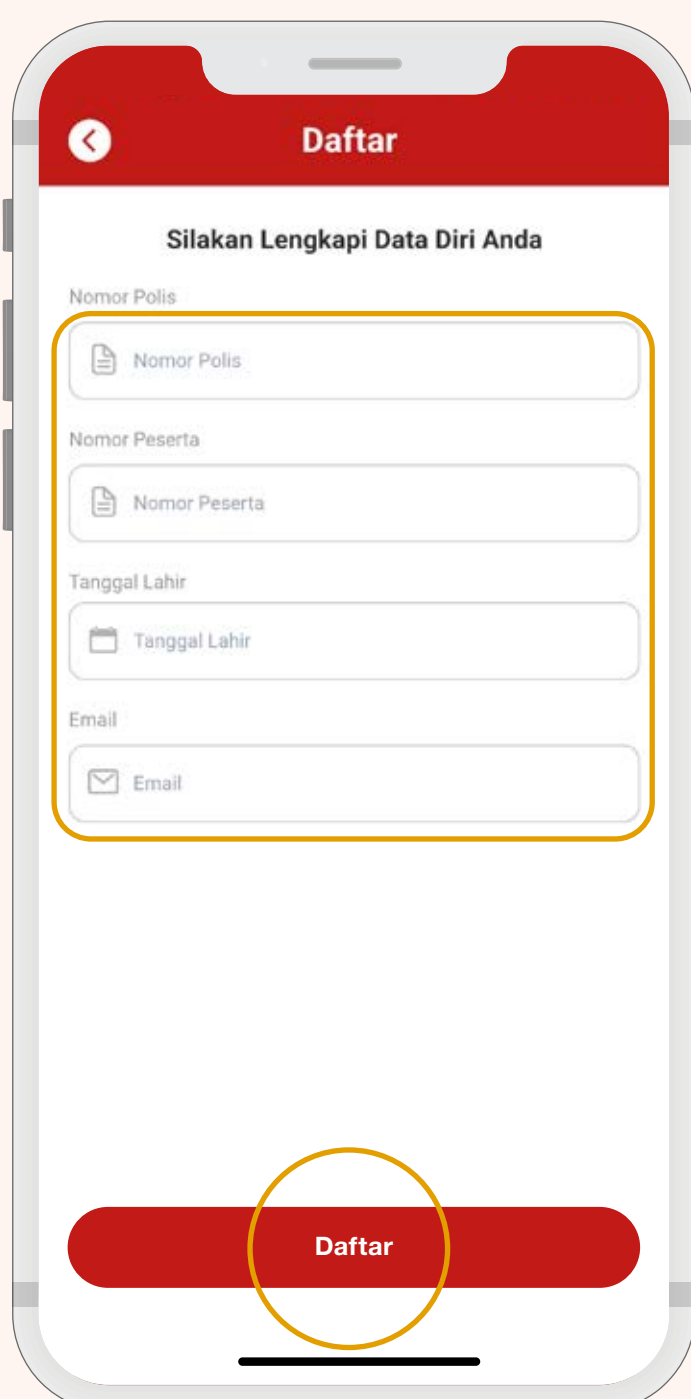 Daftar
Silakan Lengkapi Data Diri Anda
Nomor Polis
Nomor Polis
Nomor Peserta
Nomor Peserta
Tanggal Lahir
Tanggal Lahir
Email
Email
Daftar